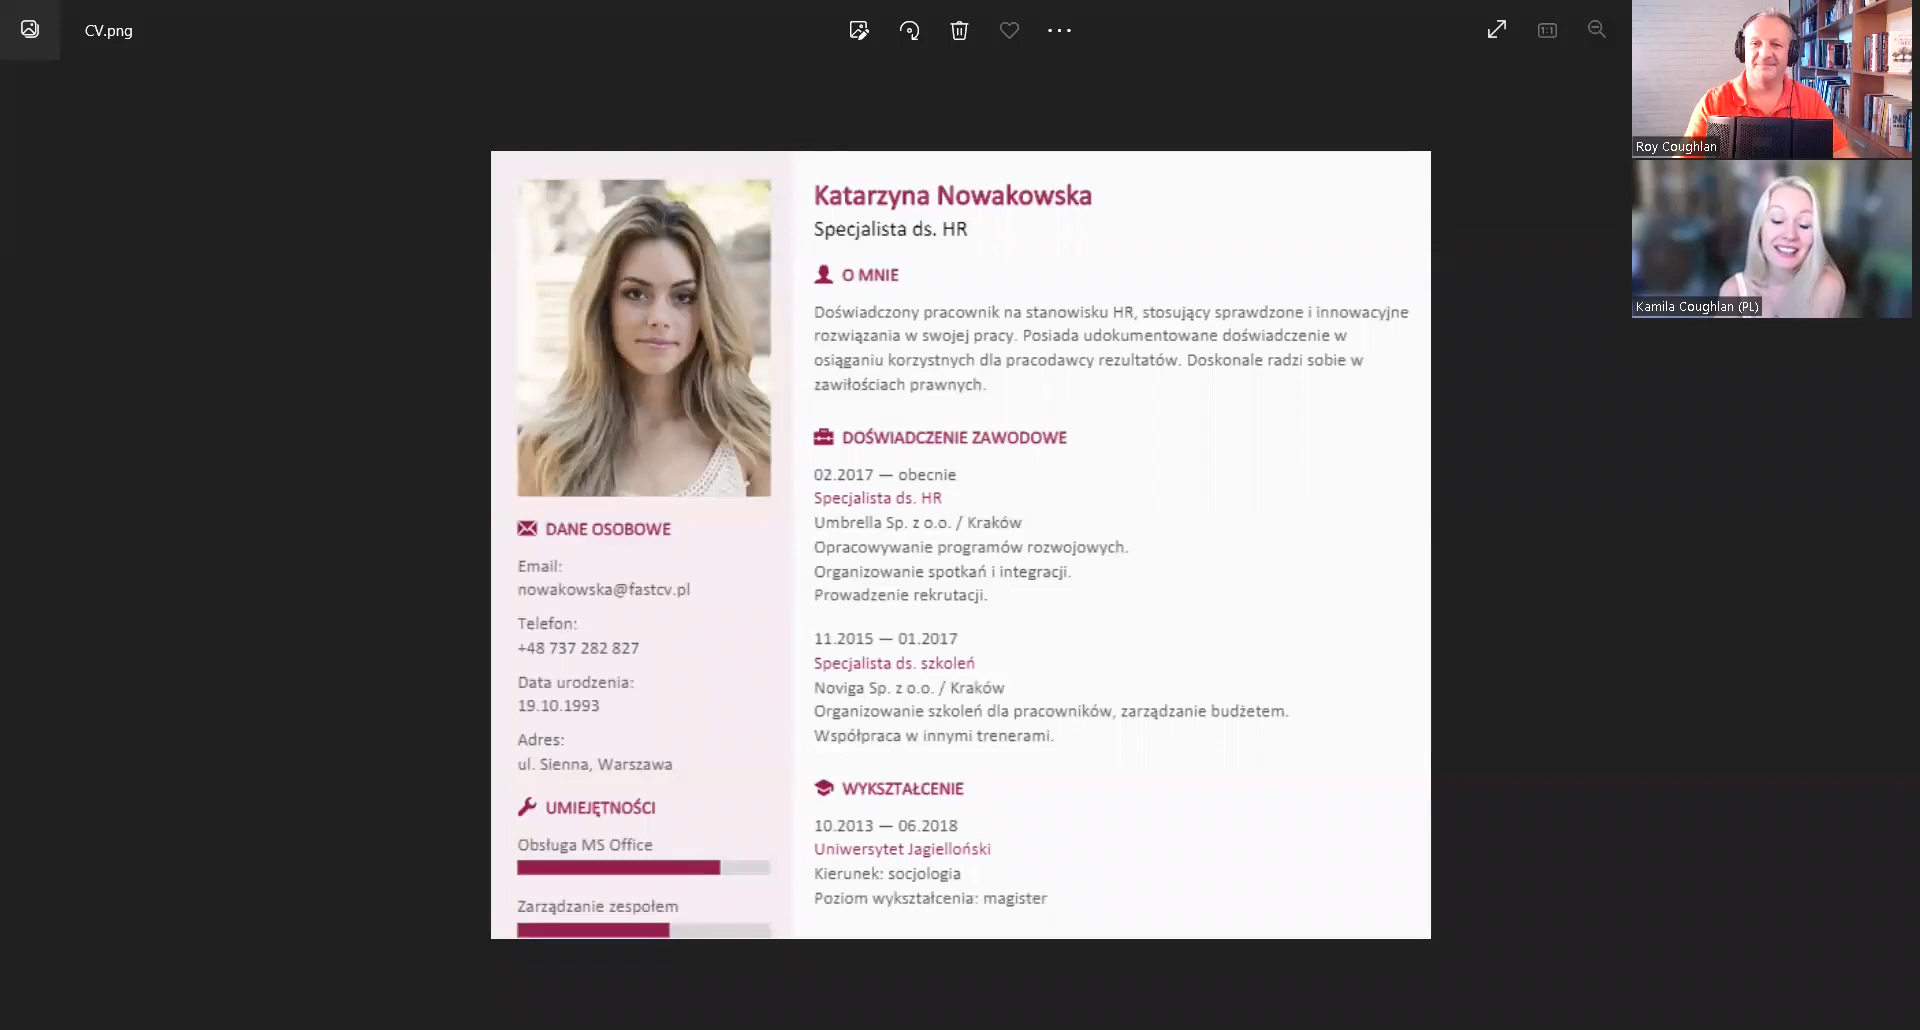 CV.png
1:1
Roy Coughlan
Kamila Coughlan (PL)
Katarzyna Nowakowska
Specjalista ds. HR
O MNIE
Doświadczony pracownik na stanowisku HR, stosujący sprawdzone i innowacyjne
rozwiązania w swojej pracy. Posiada udokumentowane doświadczenie w
osiąganiu korzystnych dla pracodawcy rezultatów. Doskonale radzi sobie w
zawiłościach prawnych.
DOŚWIADCZENIE ZAWODOWE
02.2017 — obecnie
Specjalista ds. HR
Umbrella Sp. z o.o. / Kraków
Opracowywanie programów rozwojowych.
Organizowanie spotkań i integracji.
Prowadzenie rekrutacji.
11.2015 — 01.2017
Specjalista ds. szkoleń
Noviga Sp. z o.o. / Kraków
Organizowanie szkoleń dla pracowników, zarządzanie budżetem.
Współpraca w innymi trenerami.
WYKSZTAŁCENIE
10.2013 — 06.2018
Uniwersytet Jagielloński
Kierunek: socjologia
Poziom wykształcenia: magister
DANE OSOBOWE
Email:
nowakowska@fastcv.pl
Telefon:
+48 737 282 827
Data urodzenia:
19.10.1993
Adres:
ul. Sienna, Warszawa
UMIEJĘTNOŚCI
Obsługa MS Office
Zarządzanie zespołem